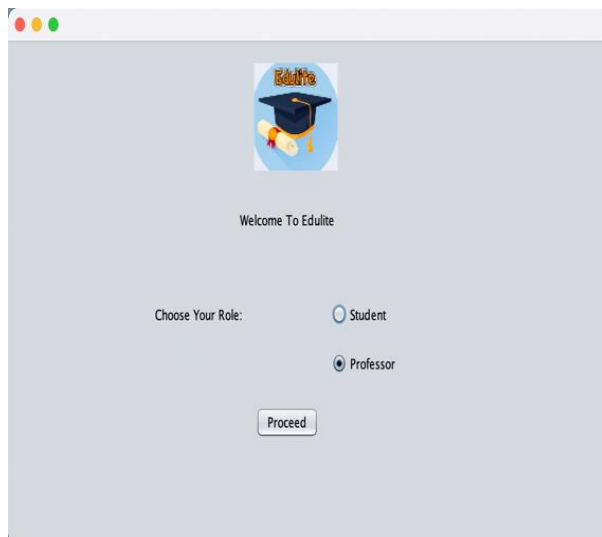 Edulite
Welcome To Edulite
Choose Your Role:
Student
Professor
Proceed